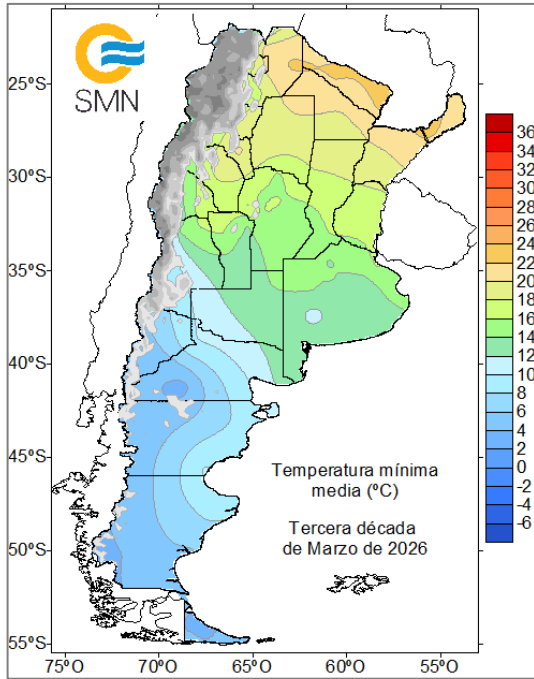 SMN
25°S
30°S
35°S
40°S
45°S
50°S
55°S
75°O
70°O
65°O
60°O
55°O
36
34
32
30
28
26
24
22
20
18
16
14
12
10
8
6
4
2
0
-2
-4
-6
Temperatura mínima
media (ºC)
Tercera década
de Marzo de 2026